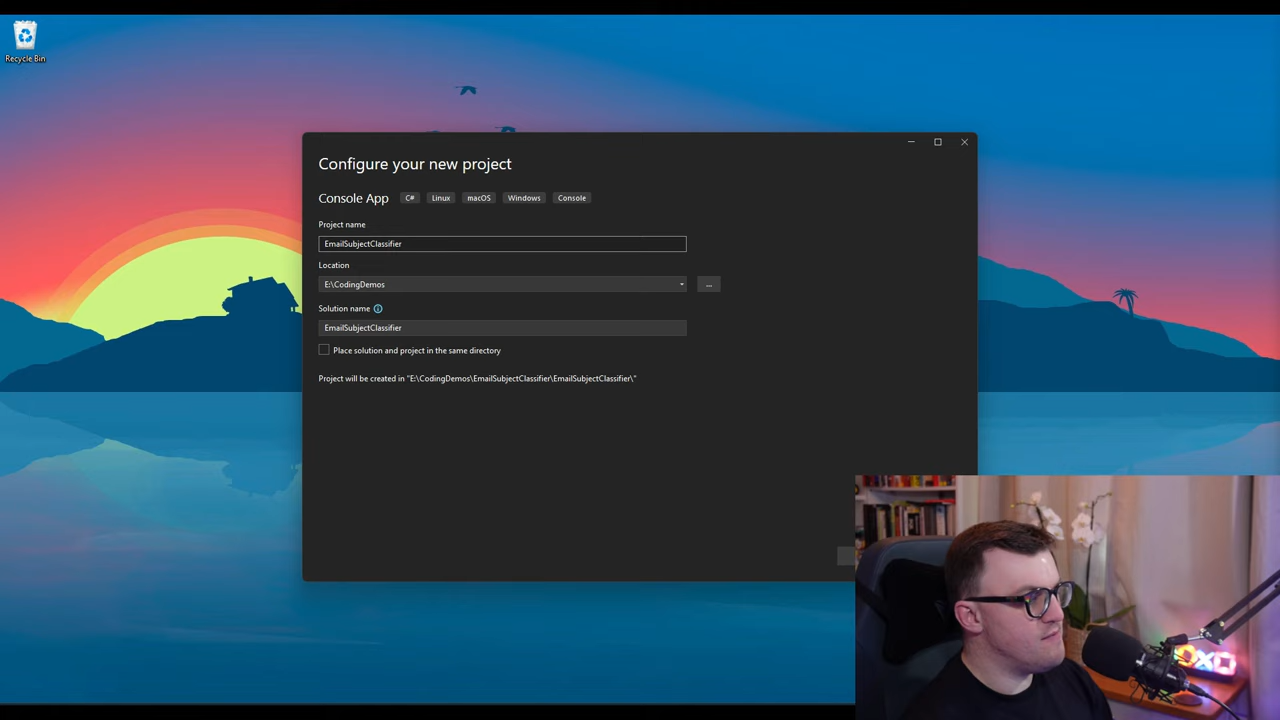 Recycle Bin
Configure your new project
Console App C# Linux macOS Windows Console
Project name
EmailSubjectClassifier
Location
E:\CodingDemos
...
Solution name
EmailSubjectClassifier
Place solution and project in the same directory
Project will be created in "E:\CodingDemos\EmailSubjectClassifier\EmailSubjectClassifier\"